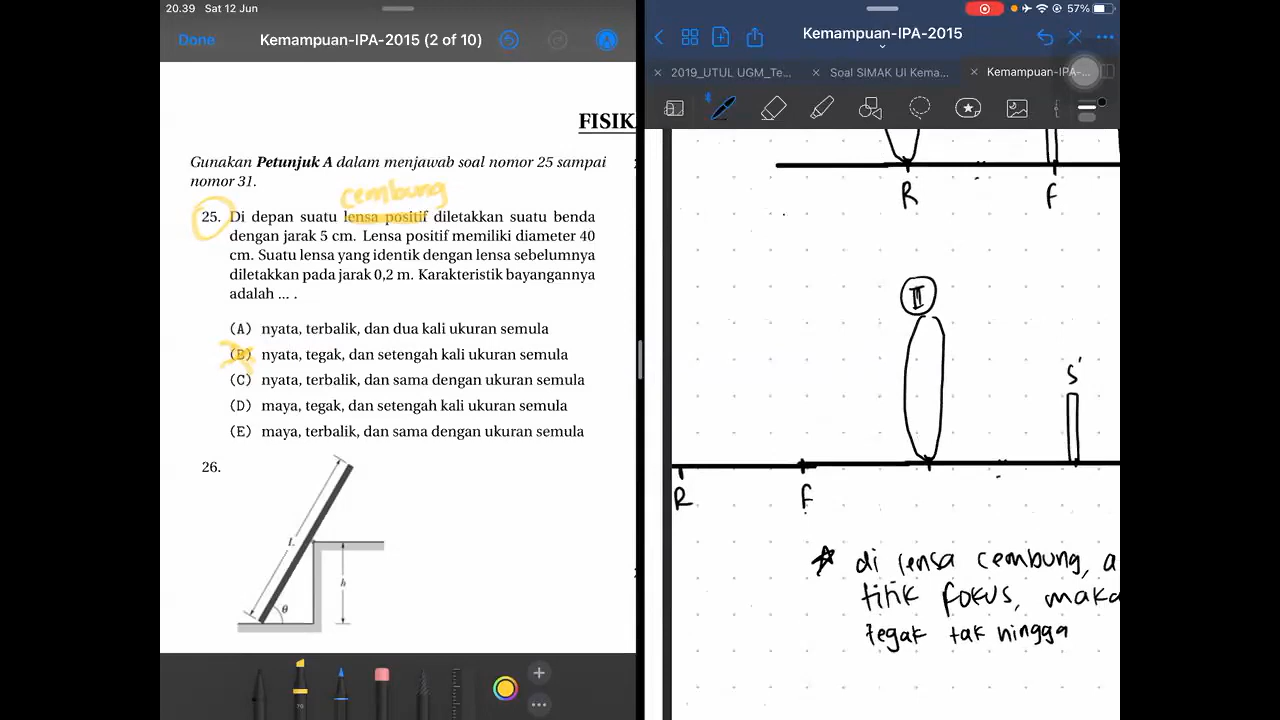 20.39 Sat 12 Jun
57%
Done
Kemampuan-IPA-2015 (2 of 10)
Kemampuan-IPA-2015
2019_UTUL UGM_Te...
Soal SIMAK UI Kema...
Kemampuan-IPA-...
FISIK
Gunakan Petunjuk A dalam menjawab soal nomor 25 sampai
nomor 31.
cembung
25. Di depan suatu lensa positif diletakkan suatu benda
dengan jarak 5 cm. Lensa positif memiliki diameter 40
cm. Suatu lensa yang identik dengan lensa sebelumnya
diletakkan pada jarak 0,2 m. Karakteristik bayangannya
adalah ... .
(A) nyata, terbalik, dan dua kali ukuran semula
(B) nyata, tegak, dan setengah kali ukuran semula
(C) nyata, terbalik, dan sama dengan ukuran semula
(D) maya, tegak, dan setengah kali ukuran semula
(E) maya, terbalik, dan sama dengan ukuran semula
26.
L
h
θ
R F
II
S'
R F
di lensa cembung, a
titik fokus, maka
tegak tak hingga